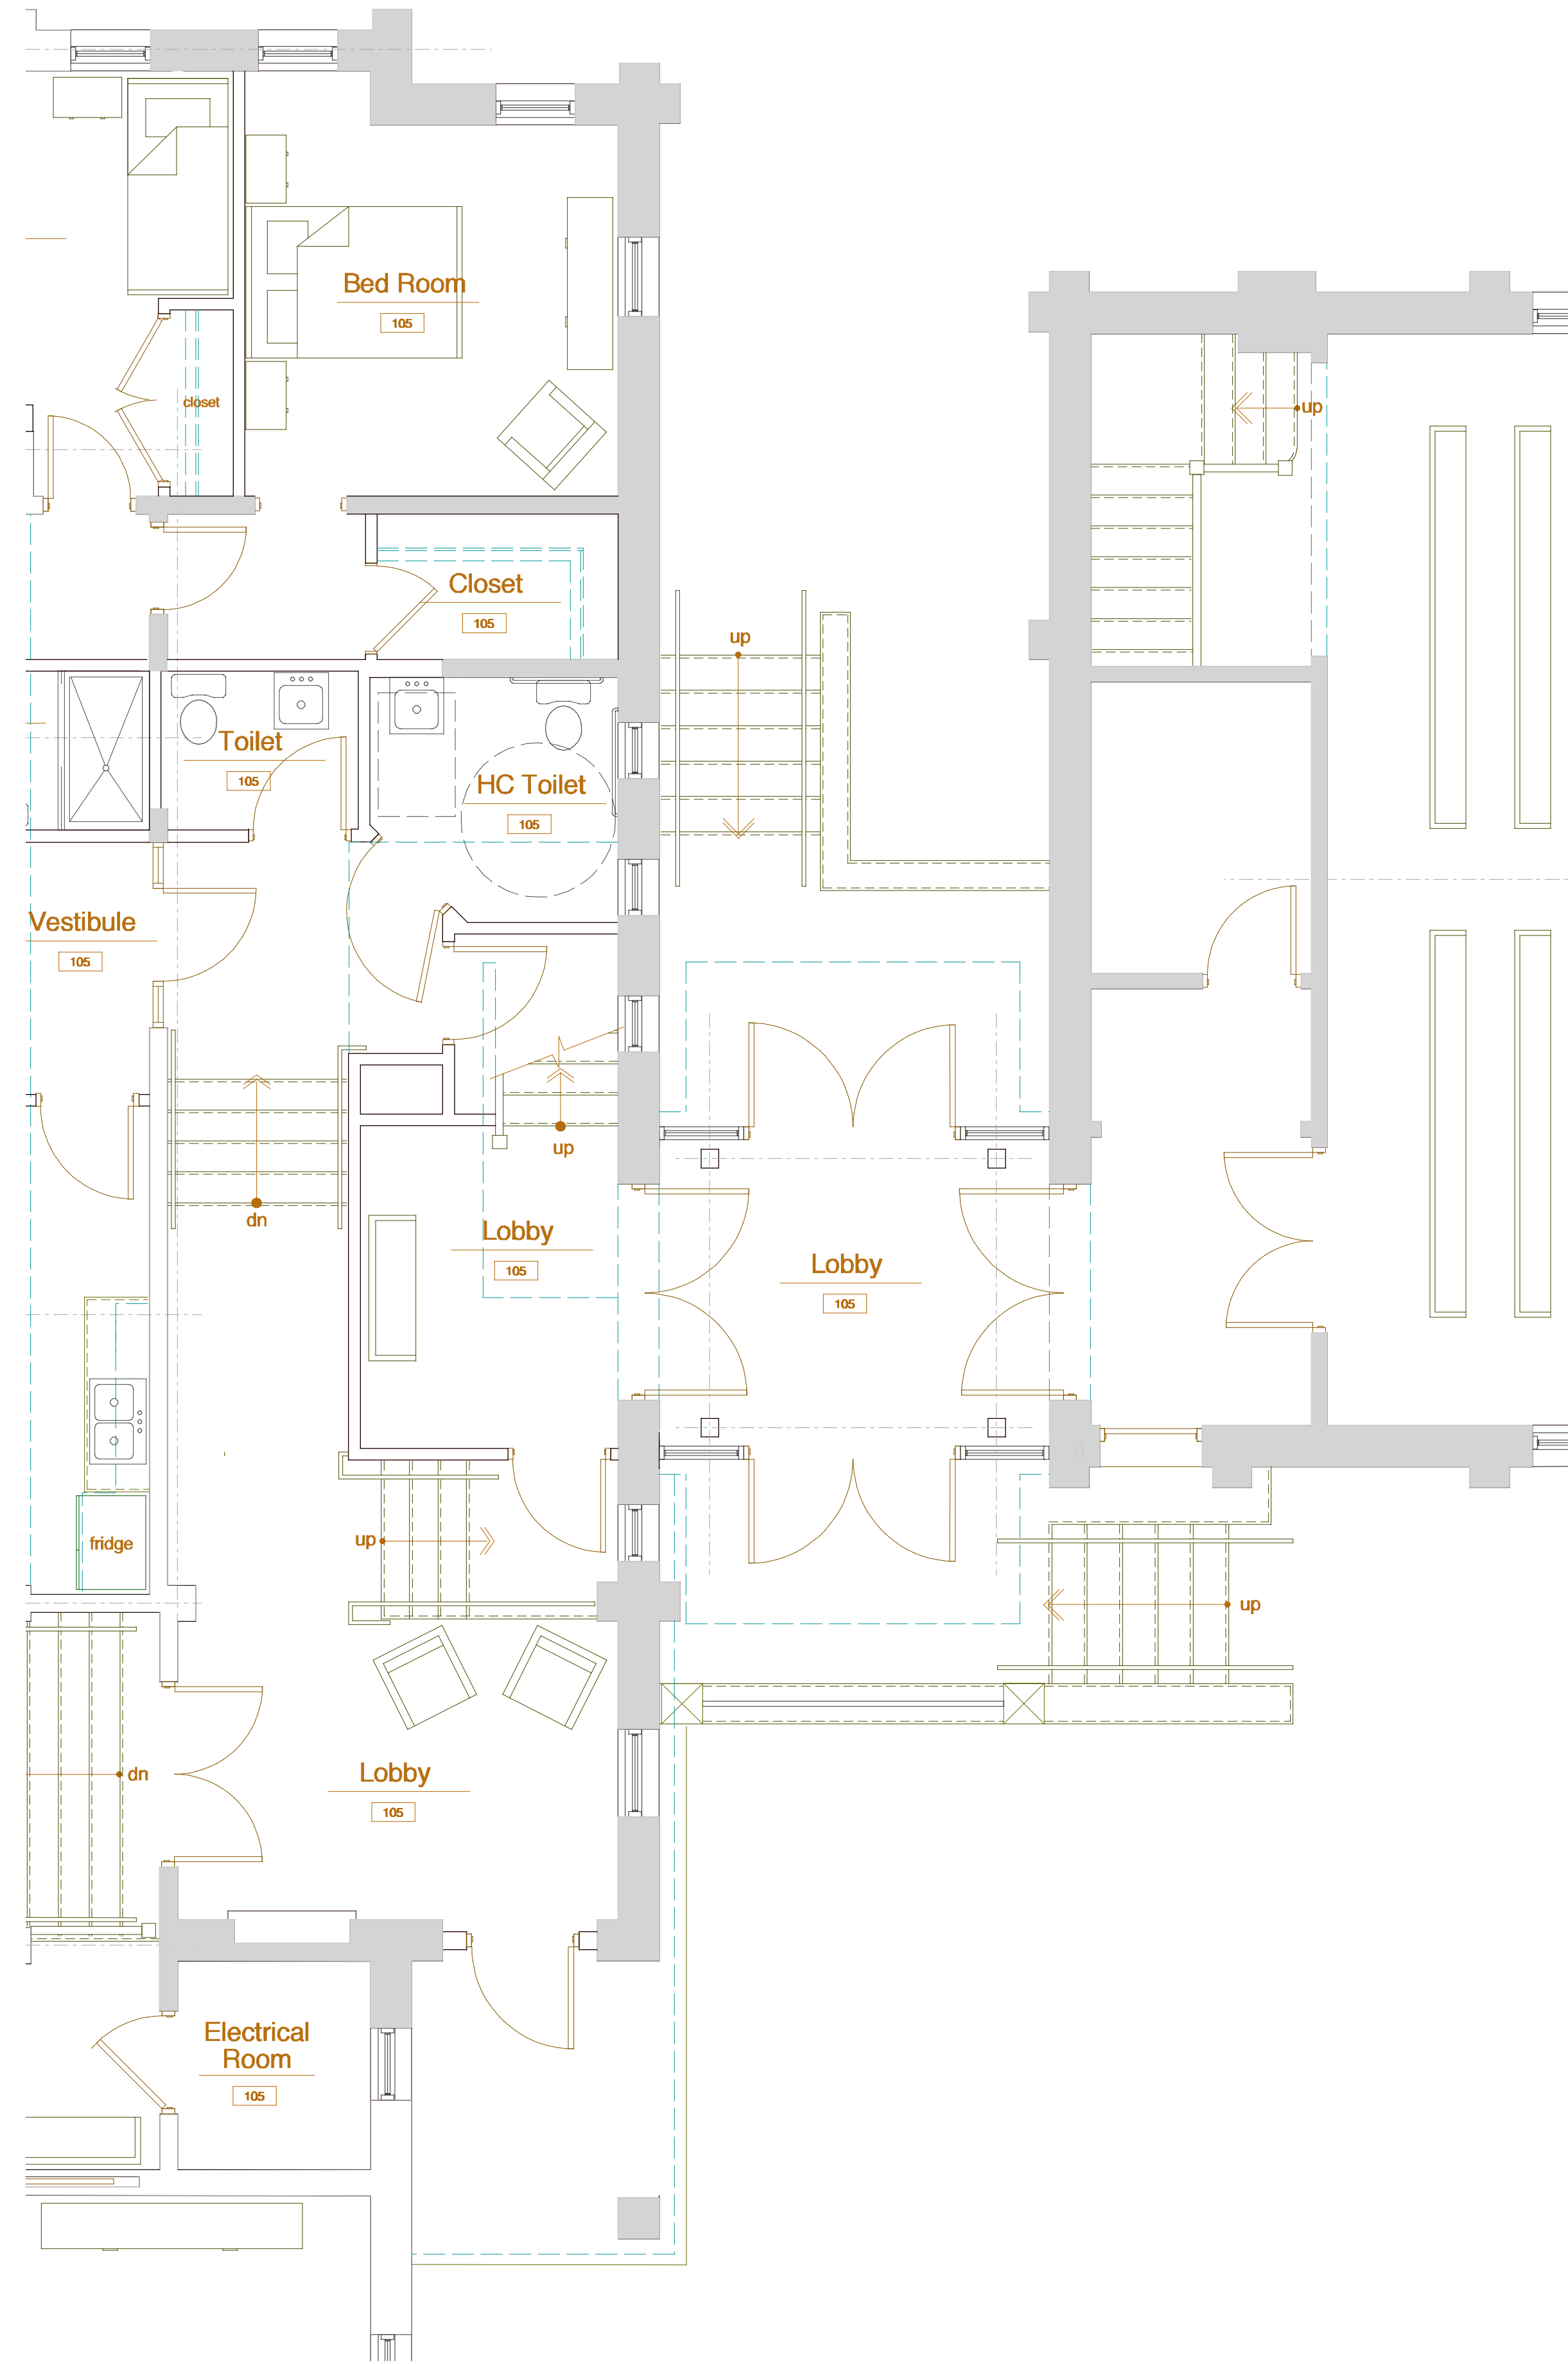 Bed Room
105
closet
up
Closet
105
up
Toilet
105
HC Toilet
105
Vestibule
105
up
dn
Lobby
105
Lobby
105
fridge
up
up
dn
Lobby
105
Electrical
Room
105